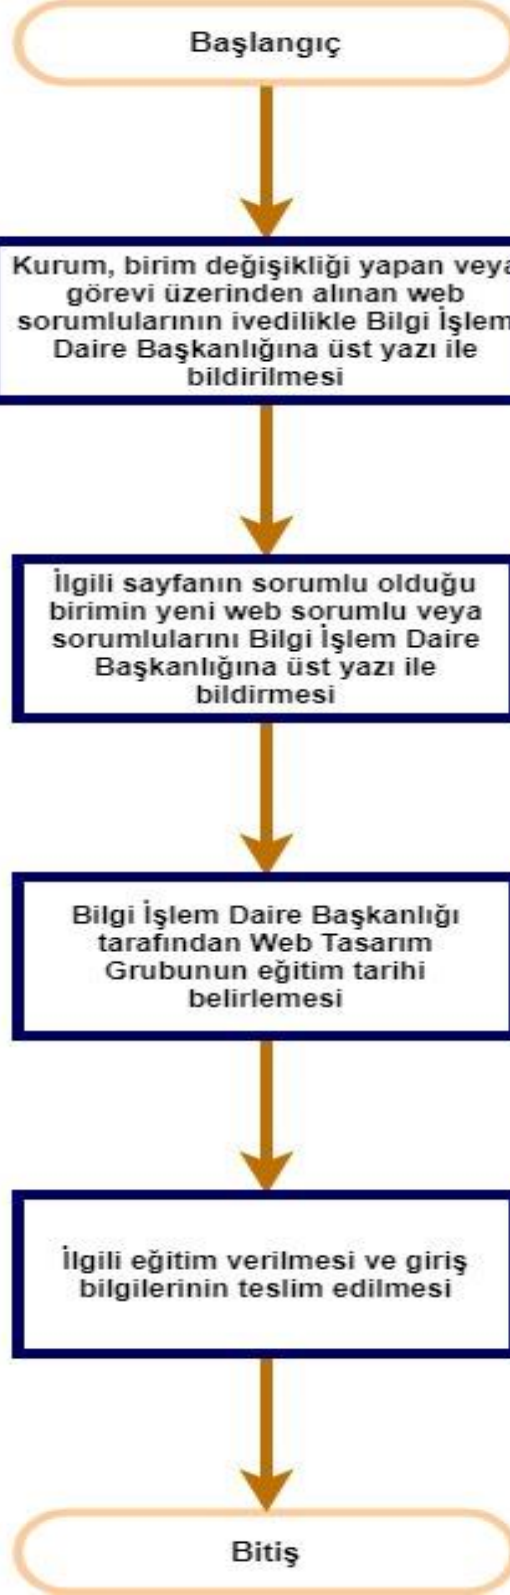 Başlangıç
Kurum, birim değişikliği yapan veya
görevi üzerinden alınan web
sorumlularının ivedilikle Bilgi İşlem
Daire Başkanlığına üst yazı ile
bildirilmesi
İlgili sayfanın sorumlu olduğu
birimin yeni web sorumlu veya
sorumlularını Bilgi İşlem Daire
Başkanlığına üst yazı ile
bildirmesi
Bilgi İşlem Daire Başkanlığı
tarafından Web Tasarım
Grubunun eğitim tarihi
belirlemesi
İlgili eğitim verilmesi ve giriş
bilgilerinin teslim edilmesi
Bitiş